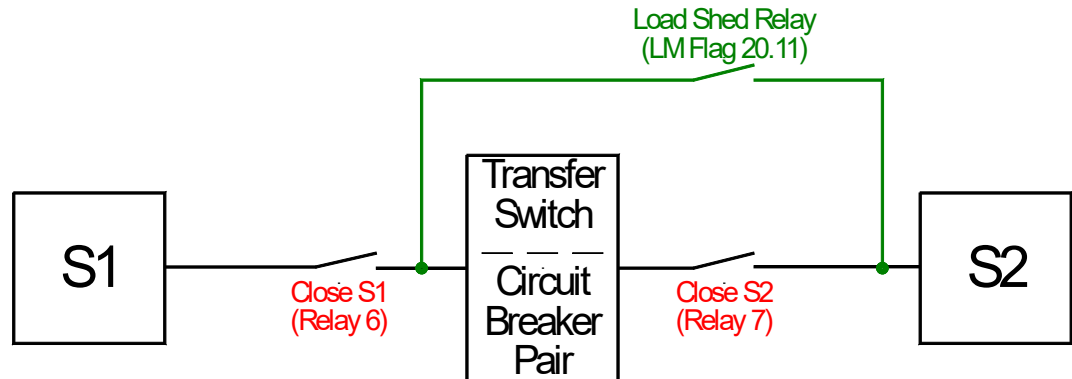 Load Shed Relay
(LM Flag 20.11)
S1
Close S1
(Relay 6)
Transfer
Switch
Circuit
Breaker
Pair
Close S2
(Relay 7)
S2